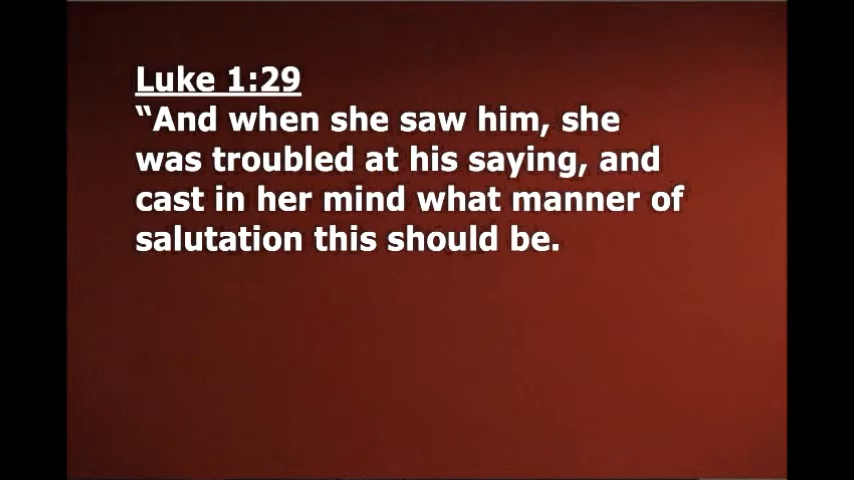 Luke 1:29
“And when she saw him, she
was troubled at his saying, and
cast in her mind what manner of
salutation this should be.